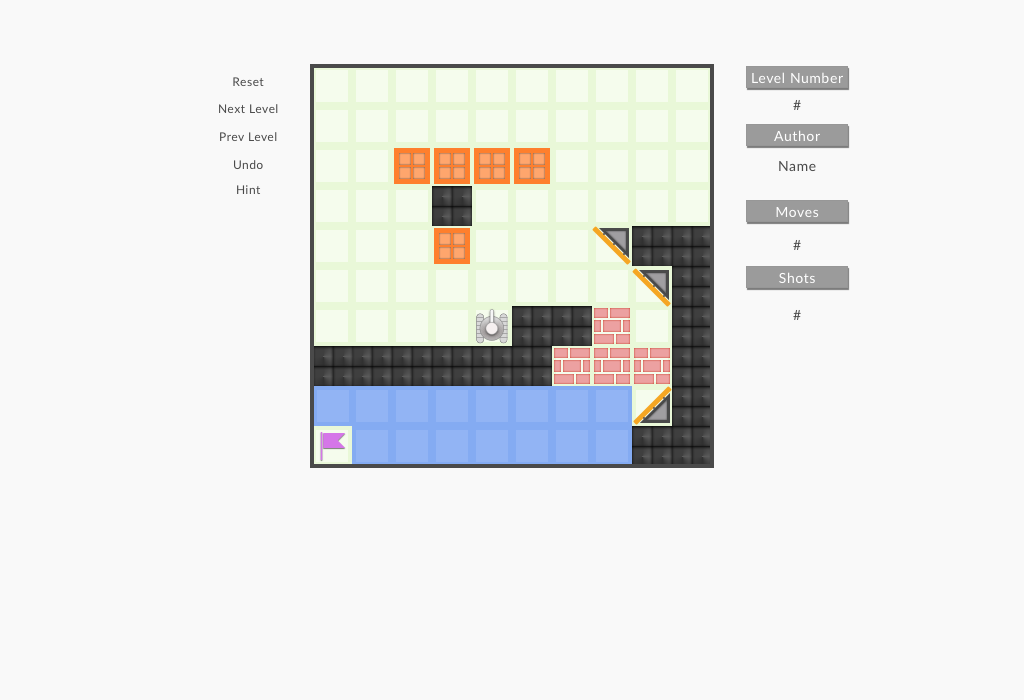 Reset
Next Level
Prev Level
Undo
Hint
Level Number
#
Author
Name
Moves
#
Shots
#